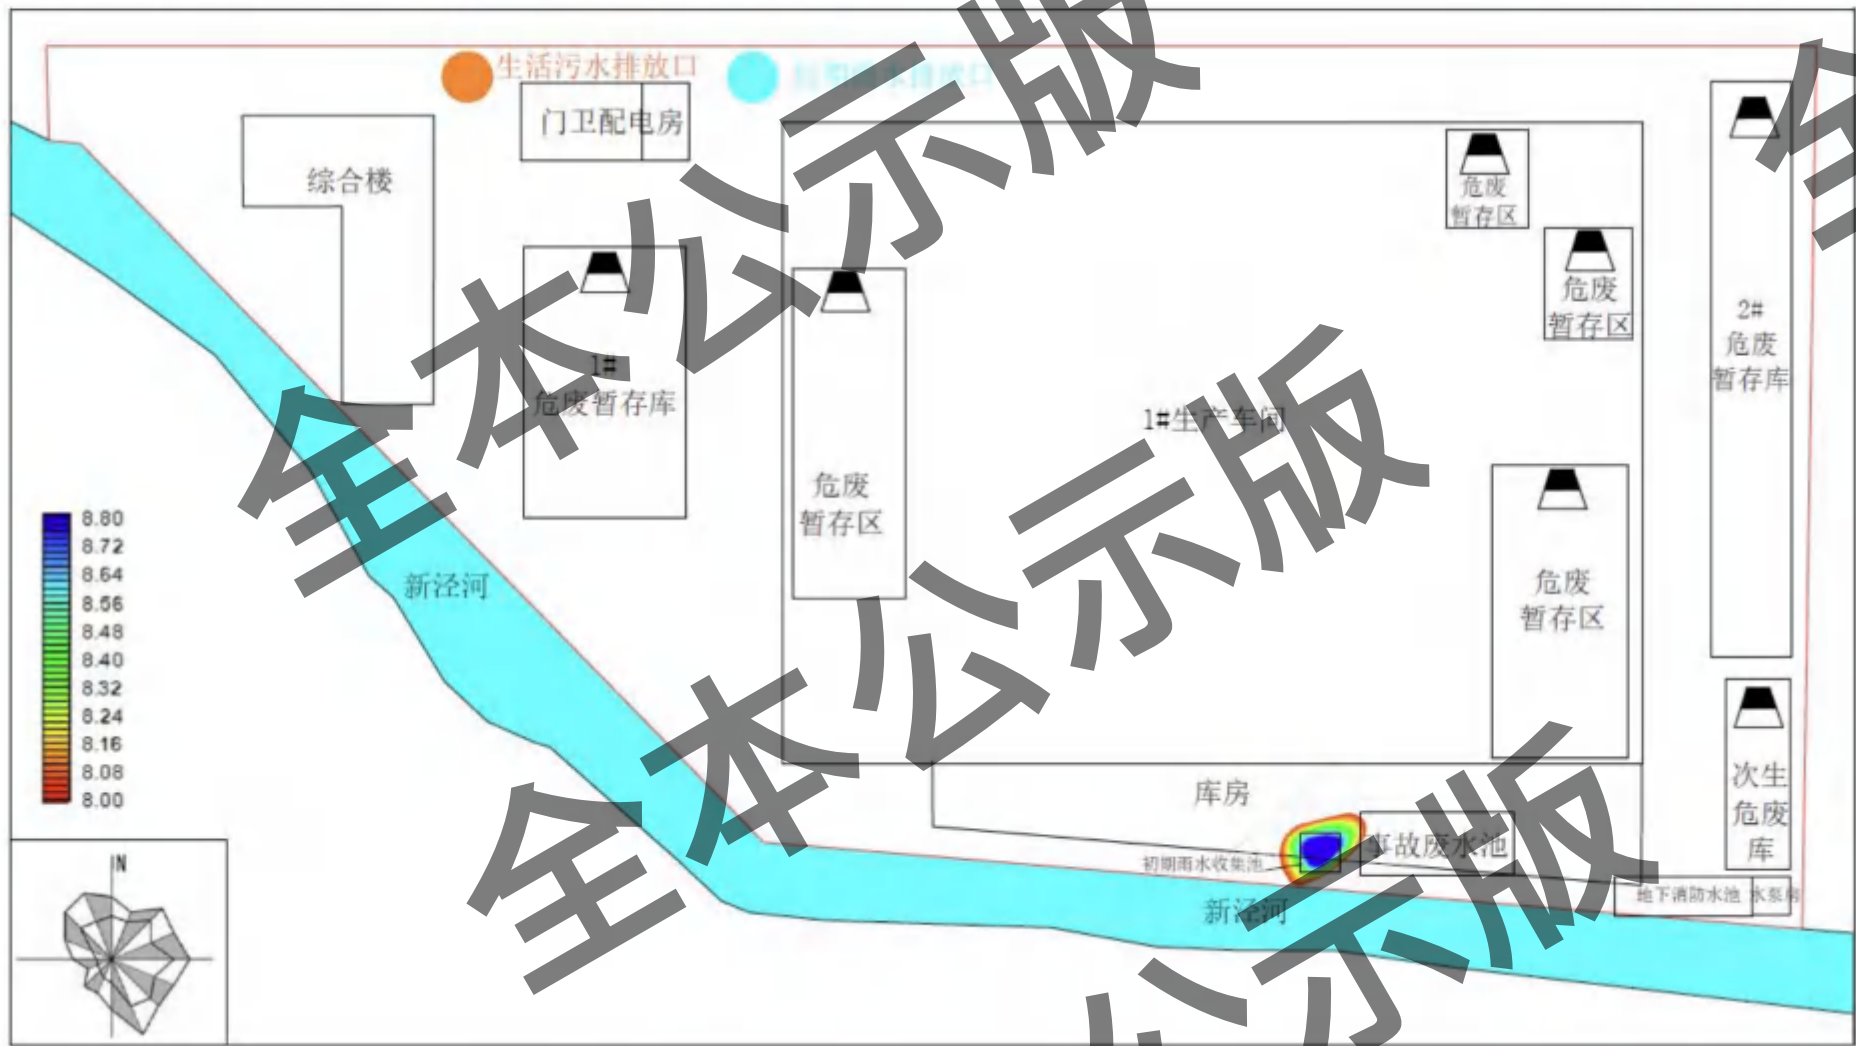 生活污水排放口
门卫配电房
综合楼
危废
暂存区
危废
暂存区
2#
危废
暂存库
1#
危废暂存库
1#生产车间
危废
暂存区
危废
暂存区
新泾河
8.80
8.72
8.64
8.56
8.48
8.40
8.32
8.24
8.16
8.08
8.00
次生
危废
库
库房
事故废水池
初期雨水收集池
地下消防水池 水泵房
新泾河
N
全本公示版
全本公示版
公示版
全